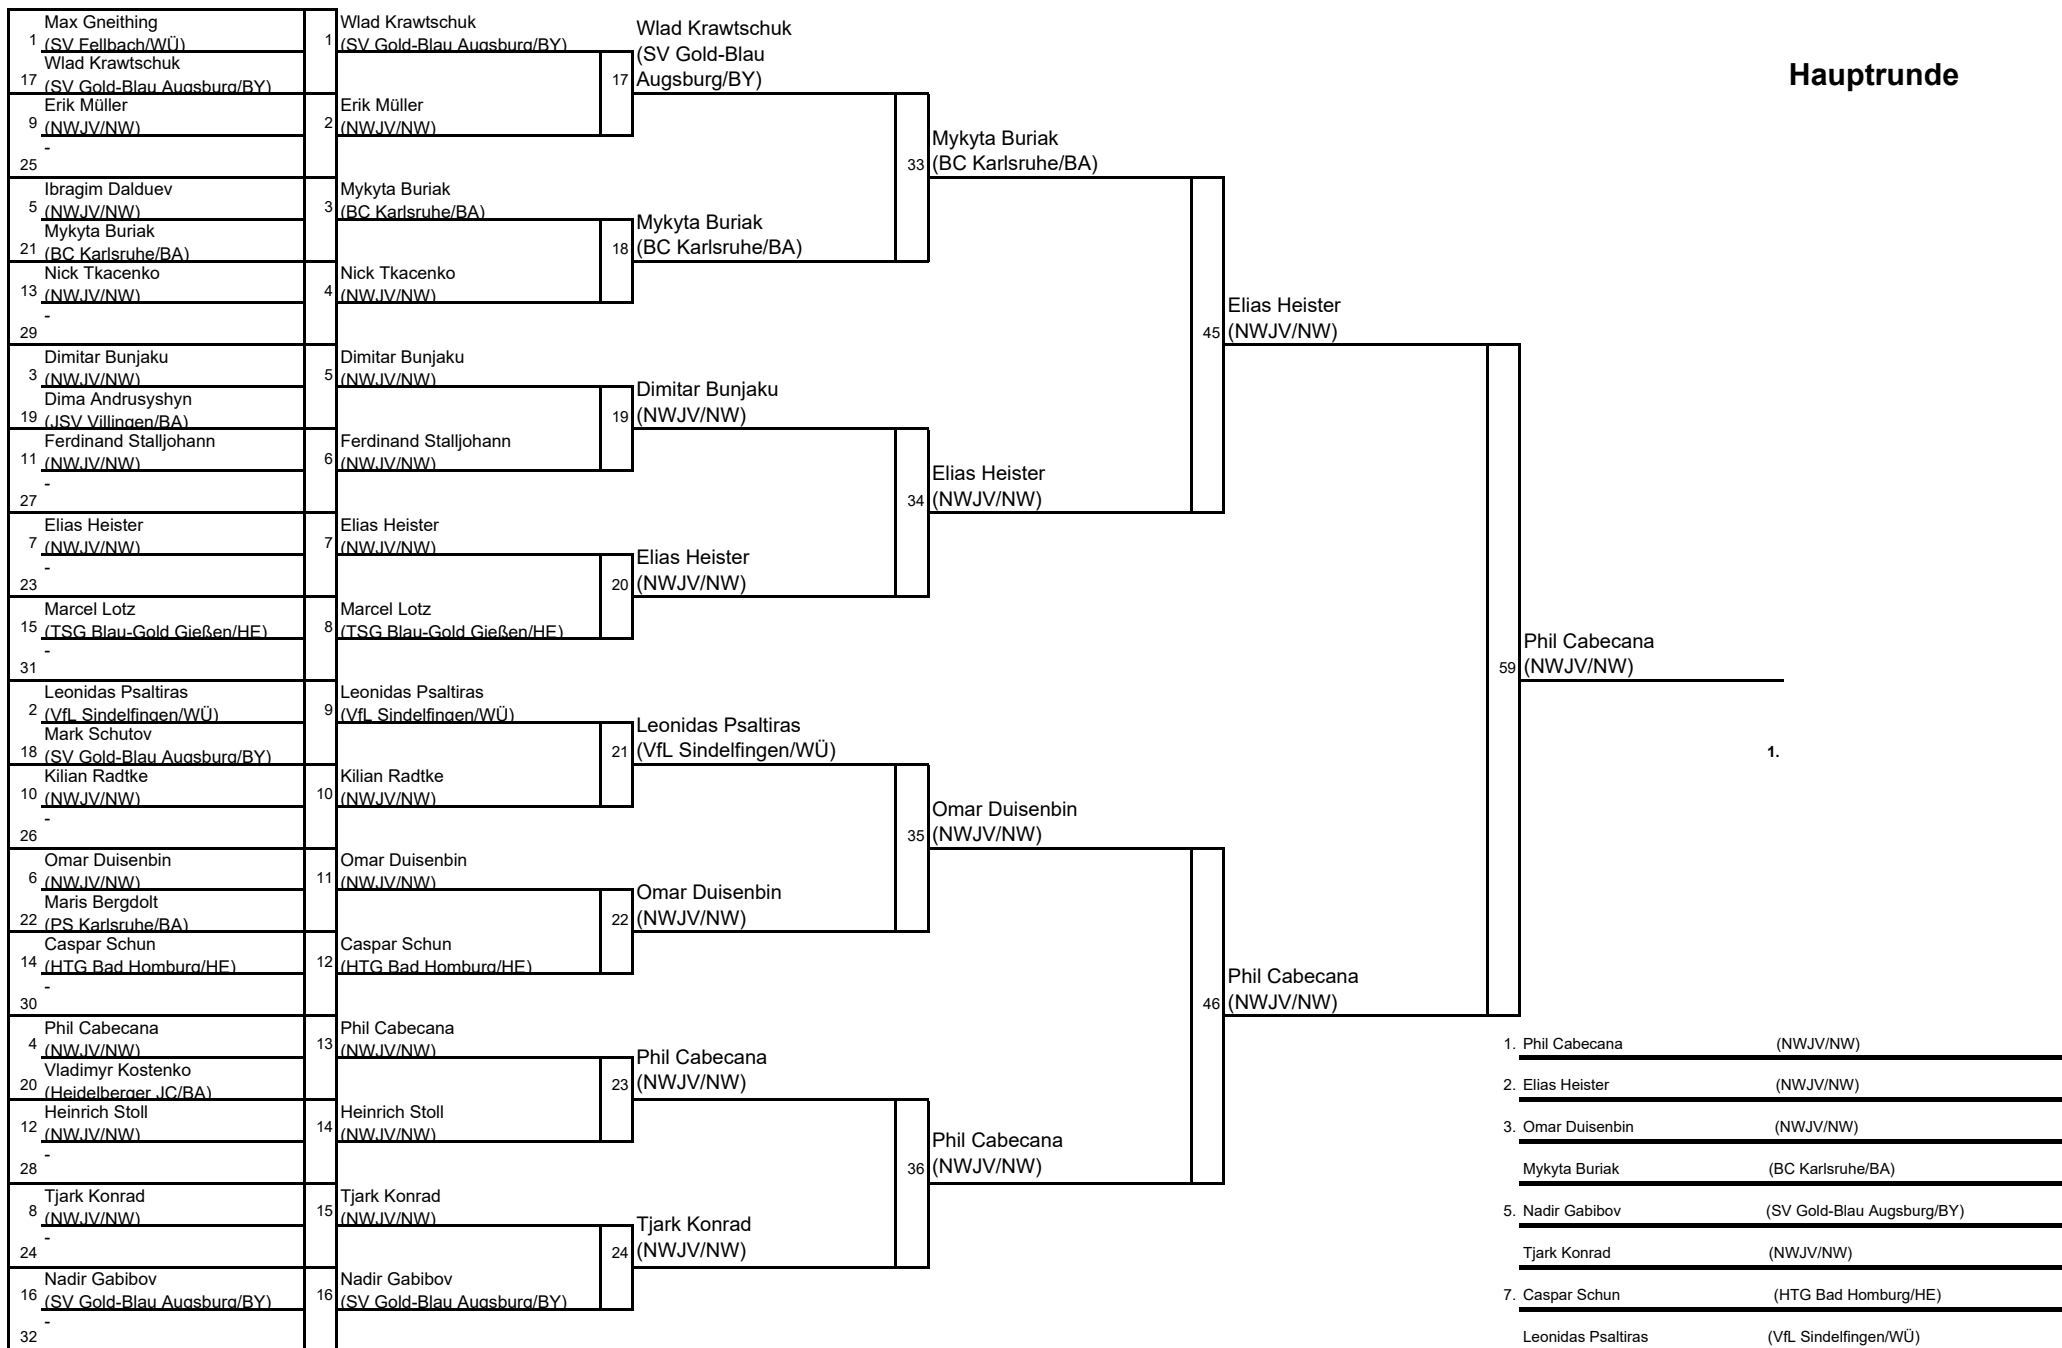 Hauptrunde
1
Max Gneithing
(SV Fellbach/WÜ)
17
Wlad Krawtschuk
(SV Gold-Blau Augsburg/BY)
9
Erik Müller
(NWJV/NW)
25
-
5
Ibragim Dalduev
(NWJV/NW)
21
Mykyta Buriak
(BC Karlsruhe/BA)
13
Nick Tkacenko
(NWJV/NW)
29
-
3
Dimitar Bunjaku
(NWJV/NW)
19
Dima Andrusyshyn
(JSV Villingen/BA)
11
Ferdinand Stalljohann
(NWJV/NW)
27
-
7
Elias Heister
(NWJV/NW)
23
-
15
Marcel Lotz
(TSG Blau-Gold Gießen/HE)
31
-
2
Leonidas Psaltiras
(VfL Sindelfingen/WÜ)
18
Mark Schutov
(SV Gold-Blau Augsburg/BY)
10
Kilian Radtke
(NWJV/NW)
26
-
6
Omar Duisenbin
(NWJV/NW)
22
Maris Bergdolt
(PS Karlsruhe/BA)
14
Caspar Schun
(HTG Bad Homburg/HE)
30
-
4
Phil Cabecana
(NWJV/NW)
20
Vladimyr Kostenko
(Heidelberger JC/BA)
12
Heinrich Stoll
(NWJV/NW)
28
-
8
Tjark Konrad
(NWJV/NW)
24
-
16
Nadir Gabibov
(SV Gold-Blau Augsburg/BY)
32
-
1
Wlad Krawtschuk
(SV Gold-Blau Augsburg/BY)
2
Erik Müller
(NWJV/NW)
3
Mykyta Buriak
(BC Karlsruhe/BA)
4
Nick Tkacenko
(NWJV/NW)
5
Dimitar Bunjaku
(NWJV/NW)
6
Ferdinand Stalljohann
(NWJV/NW)
7
Elias Heister
(NWJV/NW)
8
Marcel Lotz
(TSG Blau-Gold Gießen/HE)
9
Leonidas Psaltiras
(VfL Sindelfingen/WÜ)
10
Kilian Radtke
(NWJV/NW)
11
Omar Duisenbin
(NWJV/NW)
12
Caspar Schun
(HTG Bad Homburg/HE)
13
Phil Cabecana
(NWJV/NW)
14
Heinrich Stoll
(NWJV/NW)
15
Tjark Konrad
(NWJV/NW)
16
Nadir Gabibov
(SV Gold-Blau Augsburg/BY)
17
Wlad Krawtschuk
(SV Gold-Blau
Augsburg/BY)
18
Mykyta Buriak
(BC Karlsruhe/BA)
19
Dimitar Bunjaku
(NWJV/NW)
20
Elias Heister
(NWJV/NW)
21
Leonidas Psaltiras
(VfL Sindelfingen/WÜ)
22
Omar Duisenbin
(NWJV/NW)
23
Phil Cabecana
(NWJV/NW)
24
Tjark Konrad
(NWJV/NW)
33
Mykyta Buriak
(BC Karlsruhe/BA)
34
Elias Heister
(NWJV/NW)
35
Omar Duisenbin
(NWJV/NW)
36
Phil Cabecana
(NWJV/NW)
45
Elias Heister
(NWJV/NW)
46
Phil Cabecana
(NWJV/NW)
59
Phil Cabecana
(NWJV/NW)
1.
1. Phil Cabecana (NWJV/NW)
2. Elias Heister (NWJV/NW)
3. Omar Duisenbin (NWJV/NW)
Mykyta Buriak (BC Karlsruhe/BA)
5. Nadir Gabibov (SV Gold-Blau Augsburg/BY)
Tjark Konrad (NWJV/NW)
7. Caspar Schun (HTG Bad Homburg/HE)
Leonidas Psaltiras (VfL Sindelfingen/WÜ)